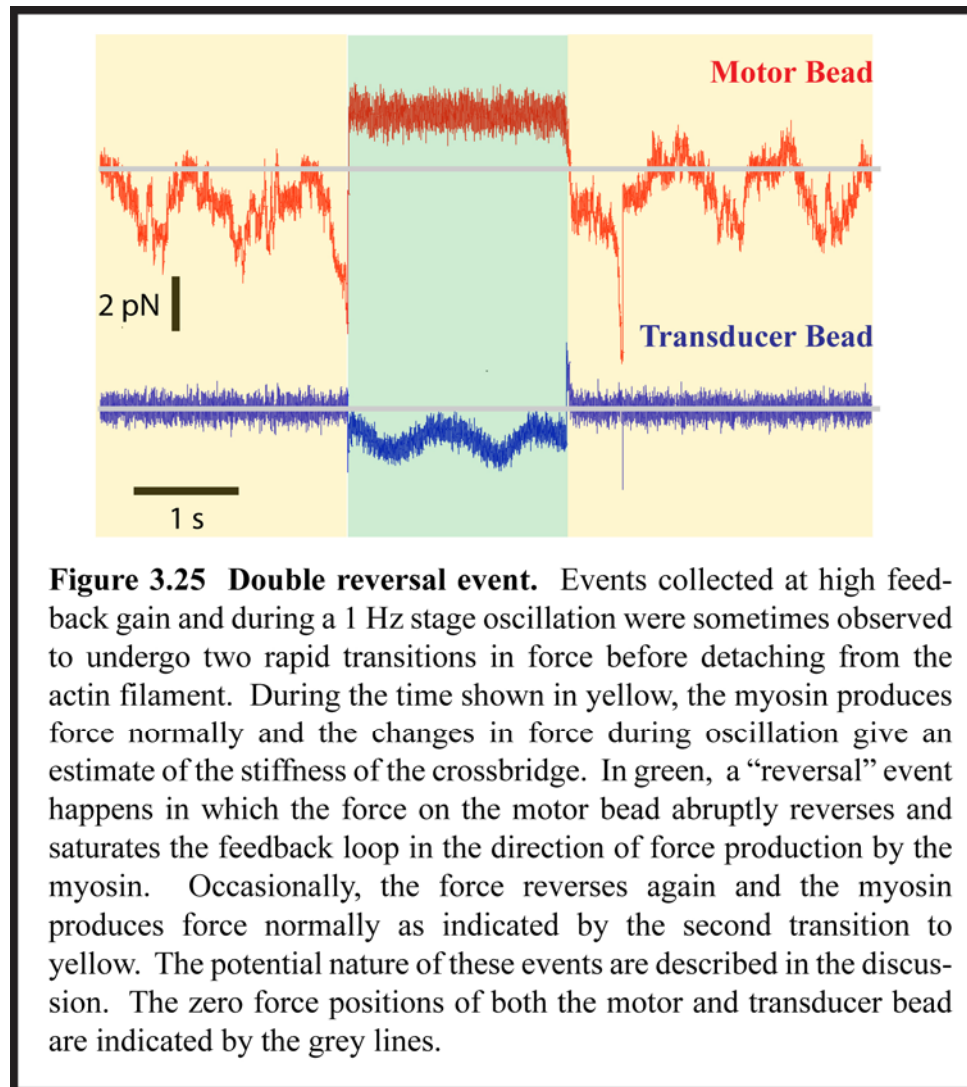 Motor Bead
2 pN
Transducer Bead
1 s
Figure 3.25 Double reversal event. Events collected at high feed-
back gain and during a 1 Hz stage oscillation were sometimes observed
to undergo two rapid transitions in force before detaching from the
actin filament. During the time shown in yellow, the myosin produces
force normally and the changes in force during oscillation give an
estimate of the stiffness of the crossbridge. In green, a “reversal” event
happens in which the force on the motor bead abruptly reverses and
saturates the feedback loop in the direction of force production by the
myosin. Occasionally, the force reverses again and the myosin
produces force normally as indicated by the second transition to
yellow. The potential nature of these events are described in the discus-
sion. The zero force positions of both the motor and transducer bead
are indicated by the grey lines.